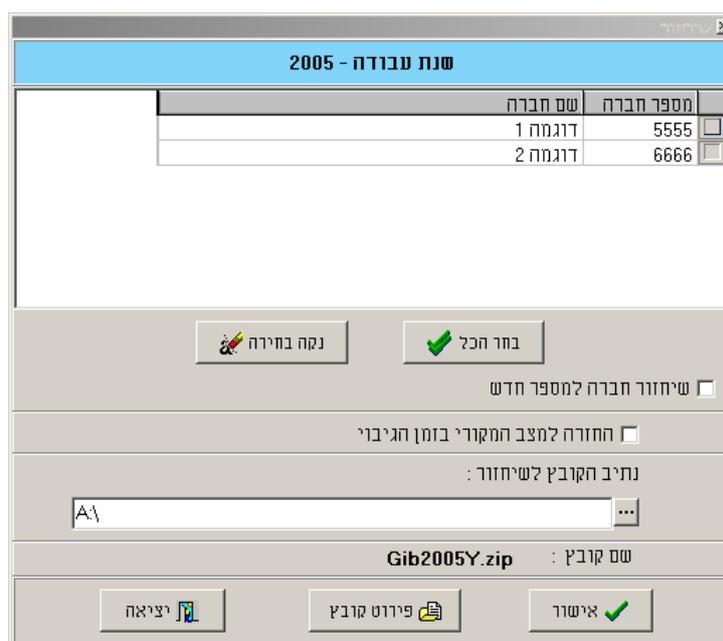 שיחזור
שנת עבודה - 2005
מספר חברה שם חברה
5555 דוגמה 1
6666 דוגמה 2
בחר הכל נקה בחירה
שיחזור חברה למספר חדש
החזרה למצב המקורי בזמן הגיבוי
נתיב הקובץ לשיחזור :
... A:\
שם קובץ : Gib2005Y.zip
אישור פירוט קובץ יציאה